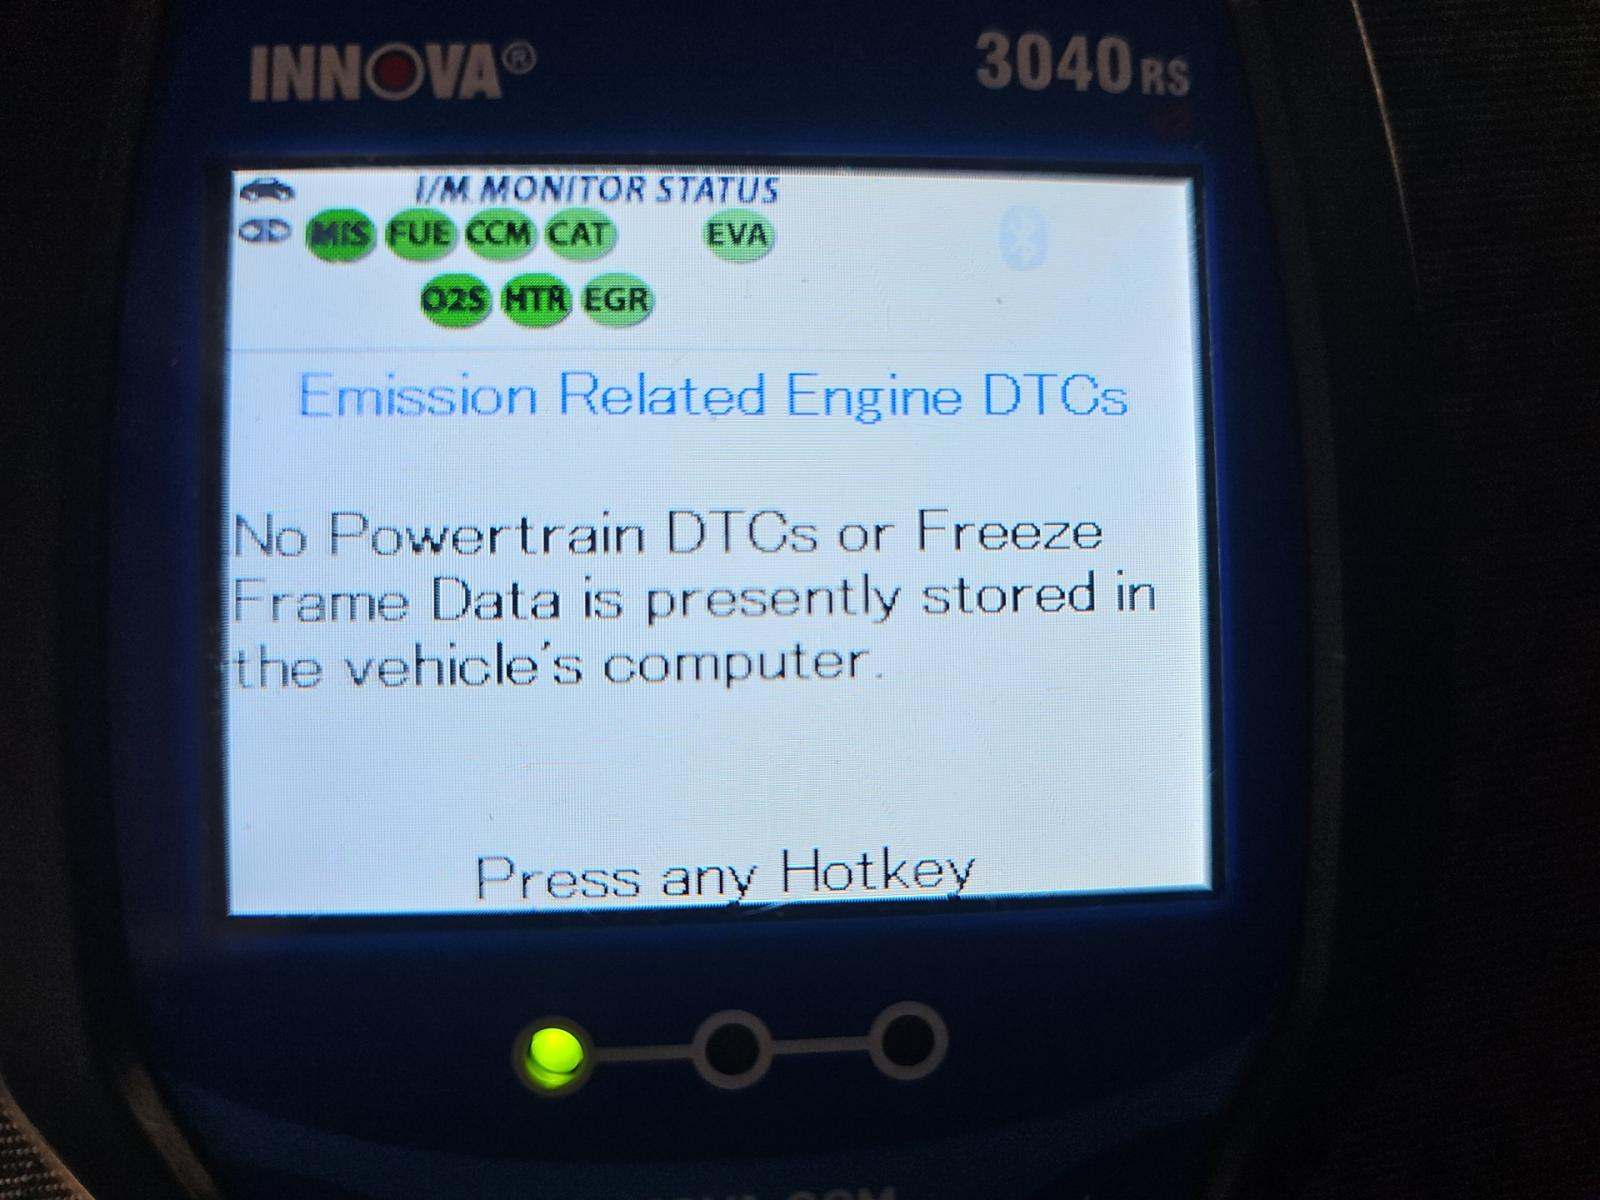 INNOVA® 3040RS
I/M MONITOR STATUS
MIS FUE CCM CAT EVA
O2S HTR EGR
Emission Related Engine DTCs
No Powertrain DTCs or Freeze
Frame Data is presently stored in
the vehicle's computer.
Press any Hotkey